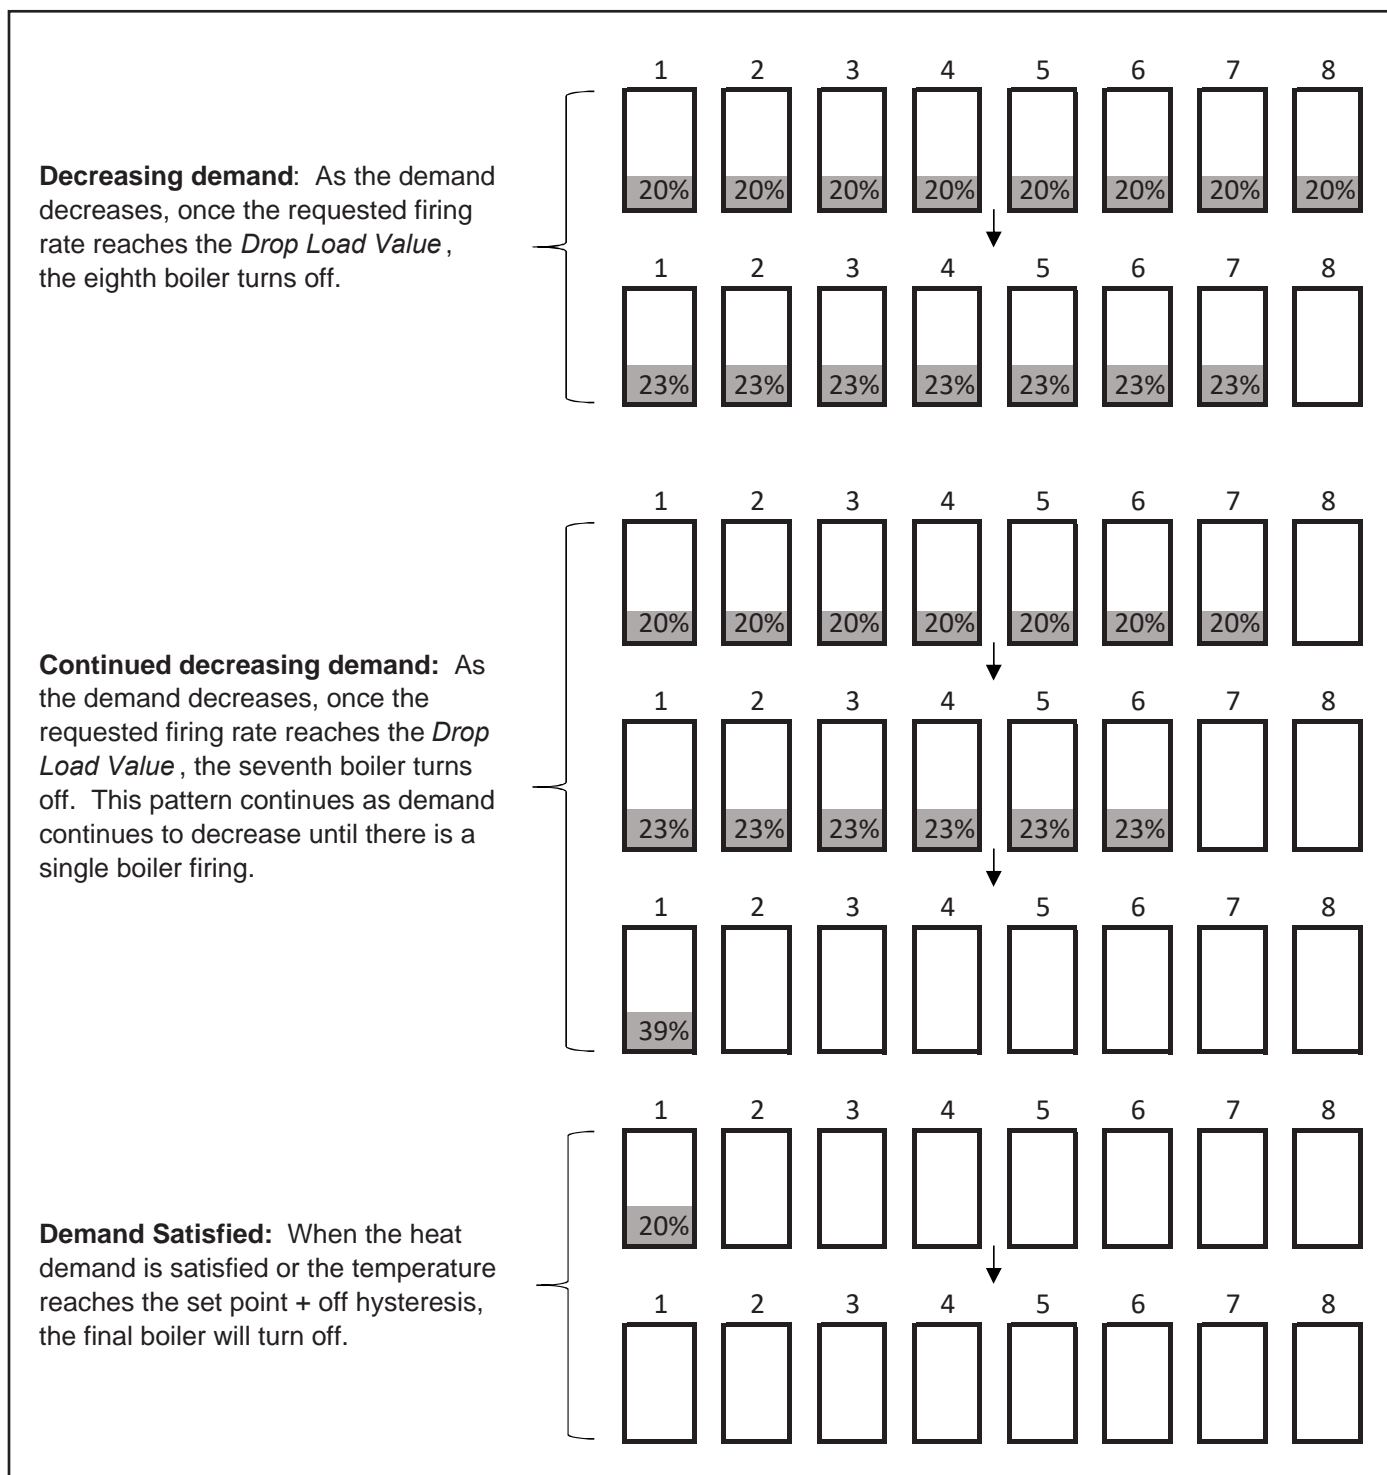 1 2 3 4 5 6 7 8
Decreasing demand: As the demand
decreases, once the requested firing
rate reaches the Drop Load Value ,
the eighth boiler turns off.
20% 20% 20% 20% 20% 20% 20% 20%
1 2 3 4 5 6 7 8
23% 23% 23% 23% 23% 23% 23%
1 2 3 4 5 6 7 8
20% 20% 20% 20% 20% 20% 20%
Continued decreasing demand: As
the demand decreases, once the
requested firing rate reaches the Drop
Load Value , the seventh boiler turns
off. This pattern continues as demand
continues to decrease until there is a
single boiler firing.
1 2 3 4 5 6 7 8
23% 23% 23% 23% 23% 23%
1 2 3 4 5 6 7 8
39%
1 2 3 4 5 6 7 8
20%
Demand Satisfied: When the heat
demand is satisfied or the temperature
reaches the set point + off hysteresis,
the final boiler will turn off.
1 2 3 4 5 6 7 8